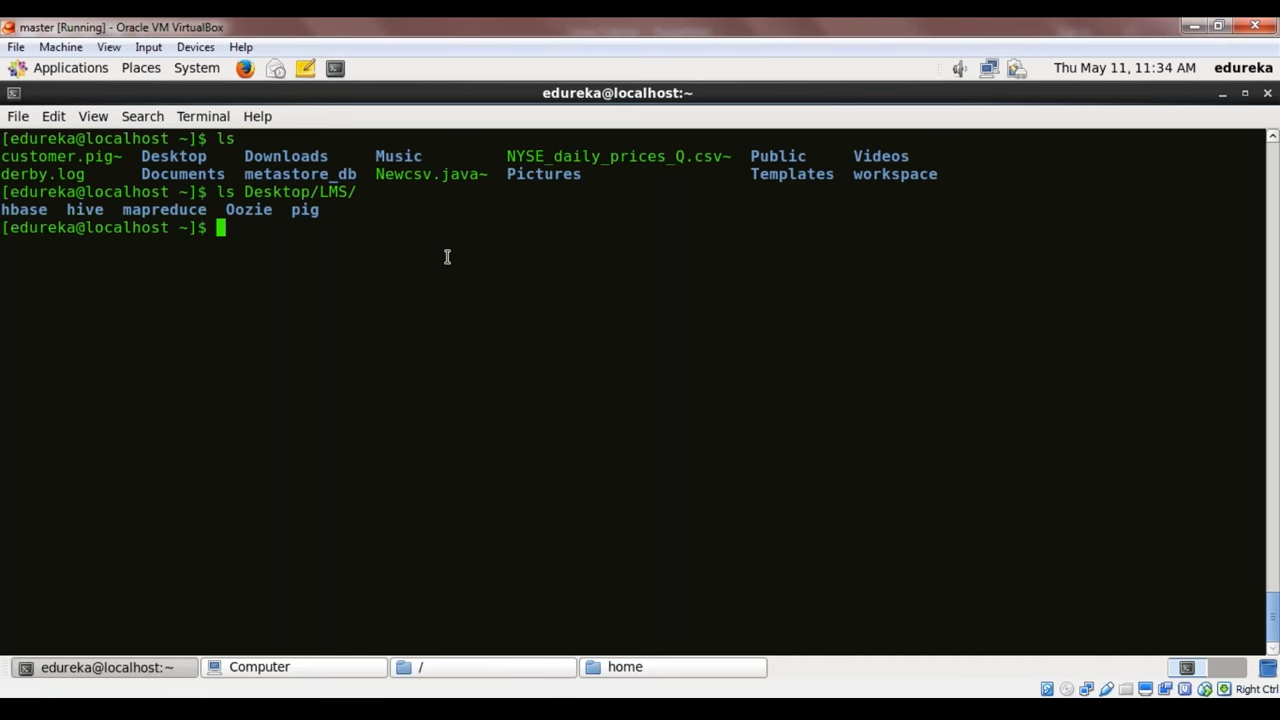 master [Running] - Oracle VM VirtualBox
File Machine View Input Devices Help
Applications Places System Thu May 11, 11:34 AM edureka
edureka@localhost:~
File Edit View Search Terminal Help
[edureka@localhost ~]$ ls
customer.pig~ Desktop Downloads Music NYSE_daily_prices_Q.csv~ Public Videos
derby.log Documents metastore_db Newcsv.java~ Pictures Templates workspace
[edureka@localhost ~]$ ls Desktop/LMS/
hbase hive mapreduce Oozie pig
[edureka@localhost ~]$
edureka@localhost:~ Computer / home
Right Ctrl